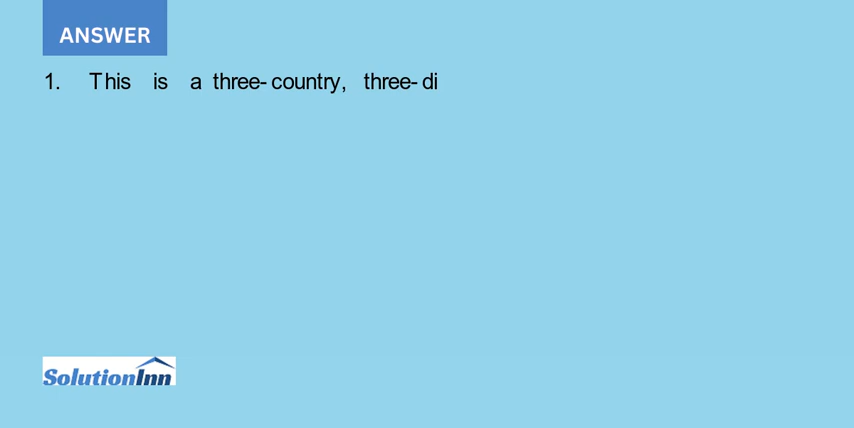 ANSWER
1. This is a three- country, three- di
SolutionInn